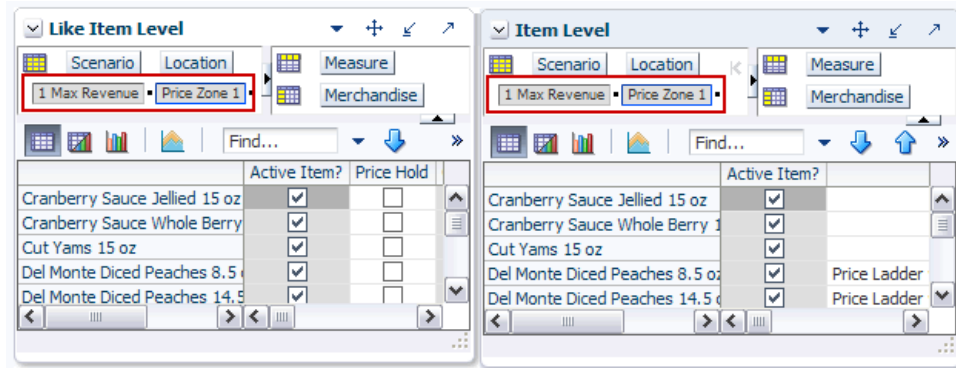 Like Item Level
Scenario Location Measure
1 Max Revenue Price Zone 1 Merchandise
Find...
Active Item? Price Hold
Cranberry Sauce Jellied 15 oz
Cranberry Sauce Whole Berry
Cut Yams 15 oz
Del Monte Diced Peaches 8.5
Del Monte Diced Peaches 14.5
Item Level
Scenario Location Measure
1 Max Revenue Price Zone 1 Merchandise
Find...
Active Item?
Cranberry Sauce Jellied 15 oz
Cranberry Sauce Whole Berry 1
Cut Yams 15 oz
Del Monte Diced Peaches 8.5 oz Price Ladder
Del Monte Diced Peaches 14.5 Price Ladder